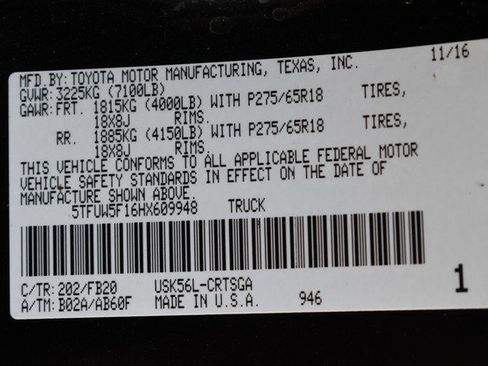 MFD.BY: TOYOTA MOTOR MANUFACTURING, TEXAS, INC. 11/16
GVWR: 3225KG (7100LB)
GAWR: FRT. 1815KG (4000LB) WITH P275/65R18 TIRES,
18X8J RIMS.
RR. 1885KG (4150LB) WITH P275/65R18 TIRES,
18X8J RIMS.
THIS VEHICLE CONFORMS TO ALL APPLICABLE FEDERAL MOTOR
VEHICLE SAFETY STANDARDS IN EFFECT ON THE DATE OF
MANUFACTURE SHOWN ABOVE.
5TFUW5F16HX609948 TRUCK
C/TR: 202/FB20 USK56L-CRTSGA 1
A/TM: B02A/AB60F MADE IN U.S.A. 946